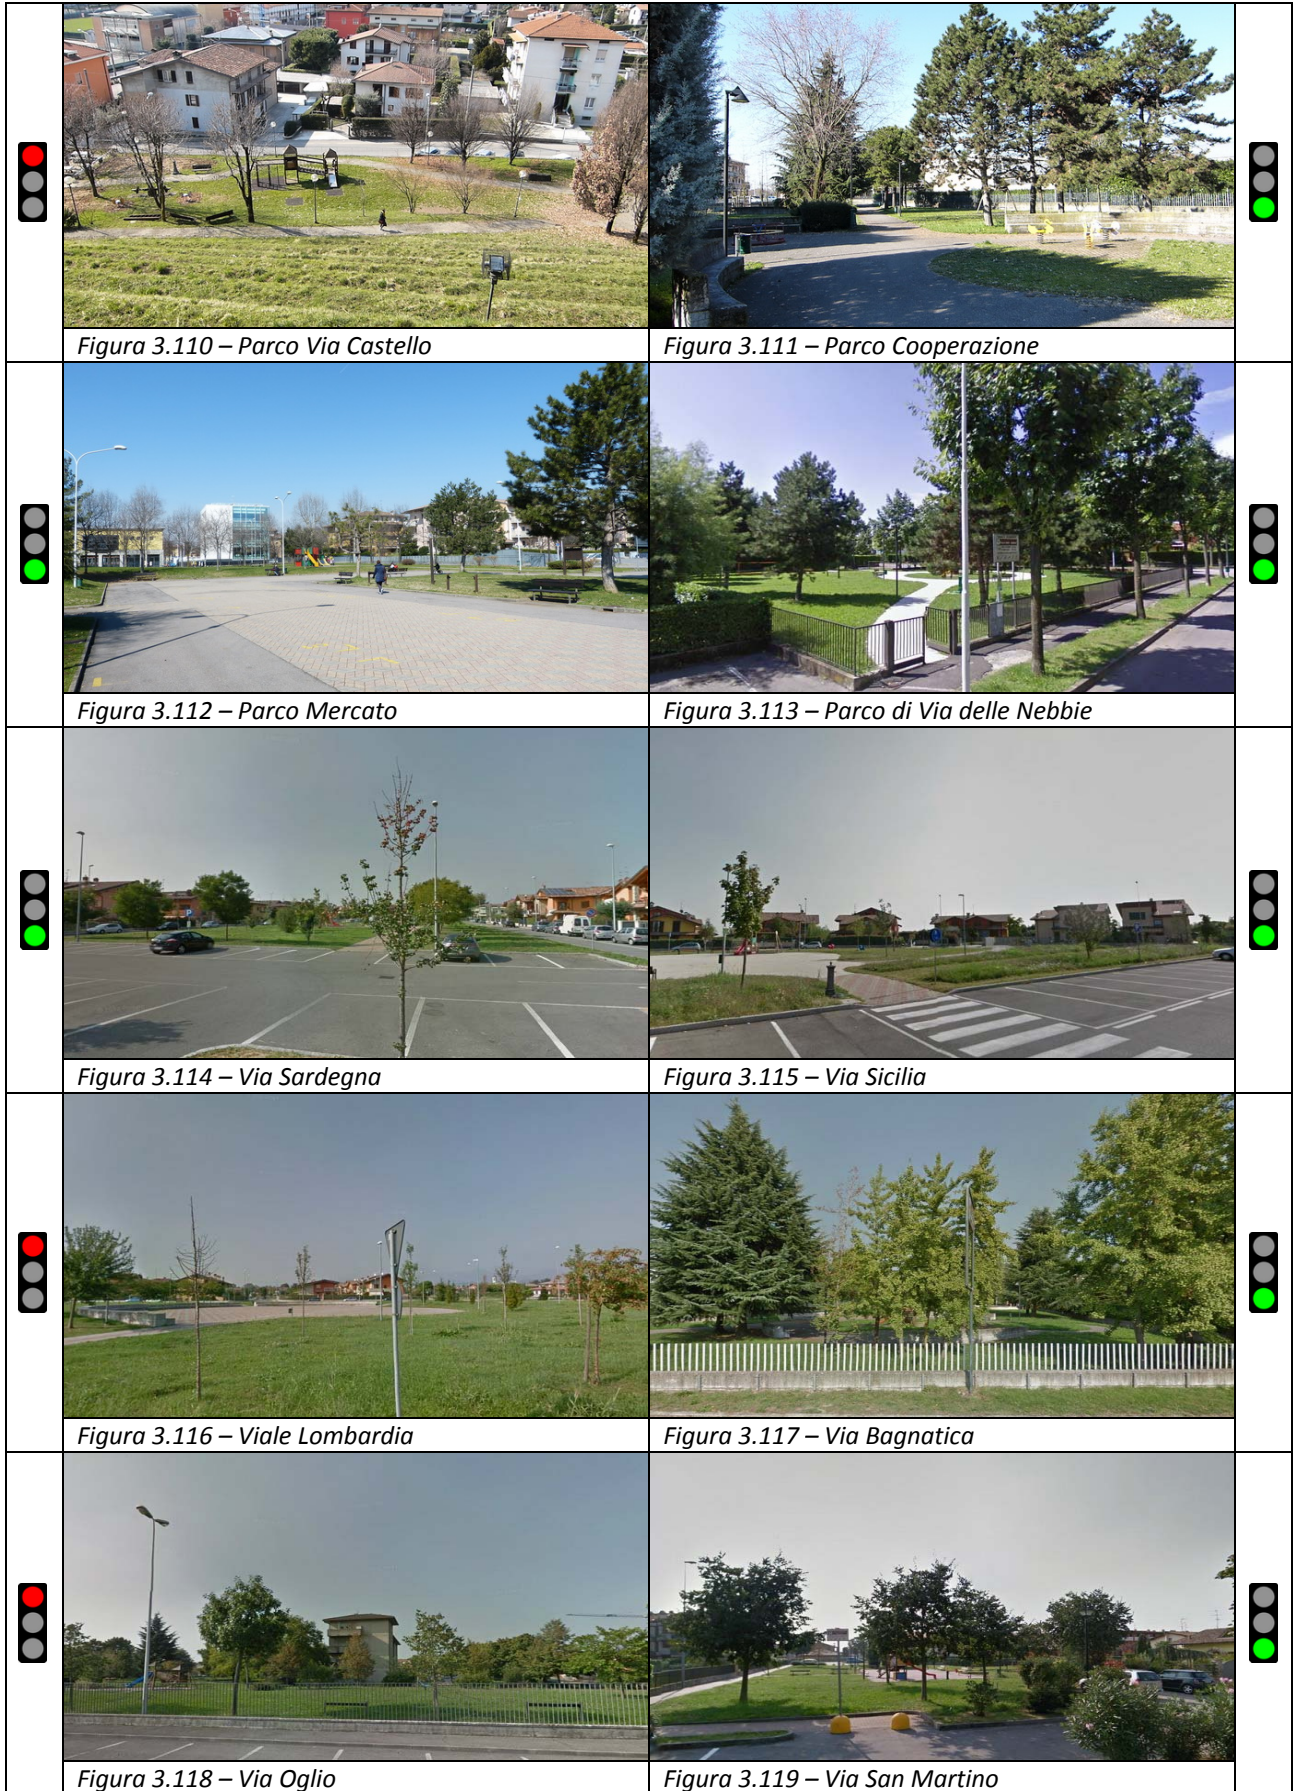 Figura 3.110 – Parco Via Castello
Figura 3.111 – Parco Cooperazione
Figura 3.112 – Parco Mercato
Figura 3.113 – Parco di Via delle Nebbie
Figura 3.114 – Via Sardegna
Figura 3.115 – Via Sicilia
Figura 3.116 – Viale Lombardia
Figura 3.117 – Via Bagnatica
Figura 3.118 – Via Oglio
Figura 3.119 – Via San Martino